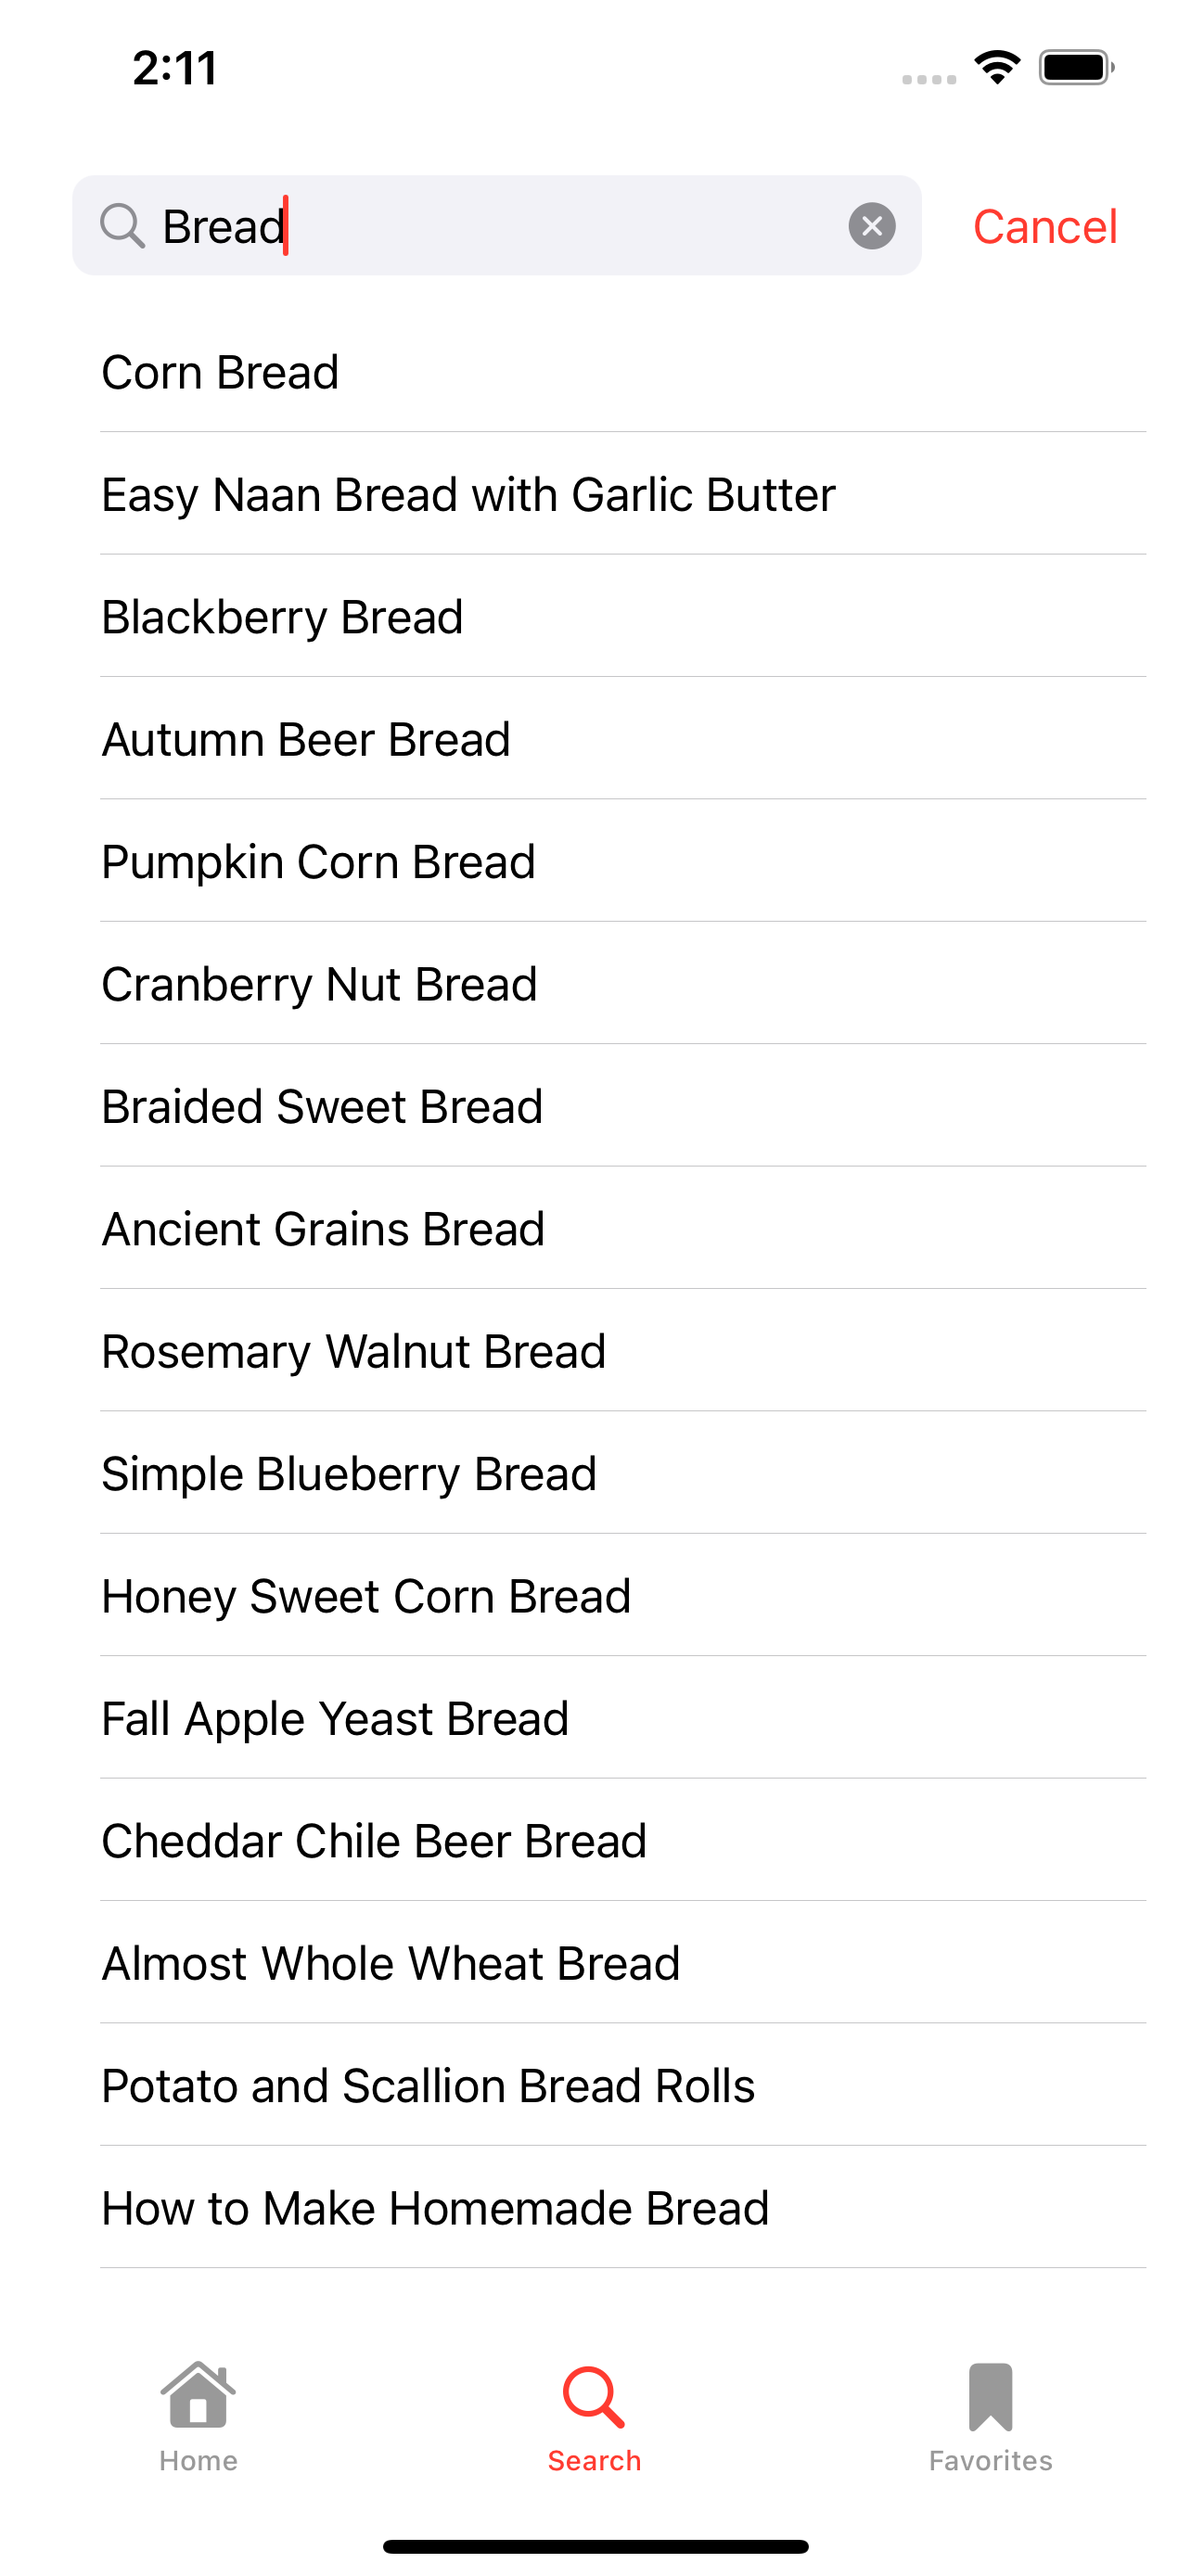 2:11
Bread
Cancel
Corn Bread
Easy Naan Bread with Garlic Butter
Blackberry Bread
Autumn Beer Bread
Pumpkin Corn Bread
Cranberry Nut Bread
Braided Sweet Bread
Ancient Grains Bread
Rosemary Walnut Bread
Simple Blueberry Bread
Honey Sweet Corn Bread
Fall Apple Yeast Bread
Cheddar Chile Beer Bread
Almost Whole Wheat Bread
Potato and Scallion Bread Rolls
How to Make Homemade Bread
Home
Search
Favorites